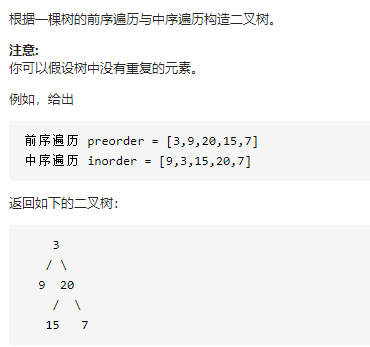 根据一棵树的前序遍历与中序遍历构造二叉树。
注意:
你可以假设树中没有重复的元素。
例如，给出
前序遍历 preorder = [3,9,20,15,7]
中序遍历 inorder = [9,3,15,20,7]
返回如下的二叉树：
3
/ \
9  20
/  \
15   7